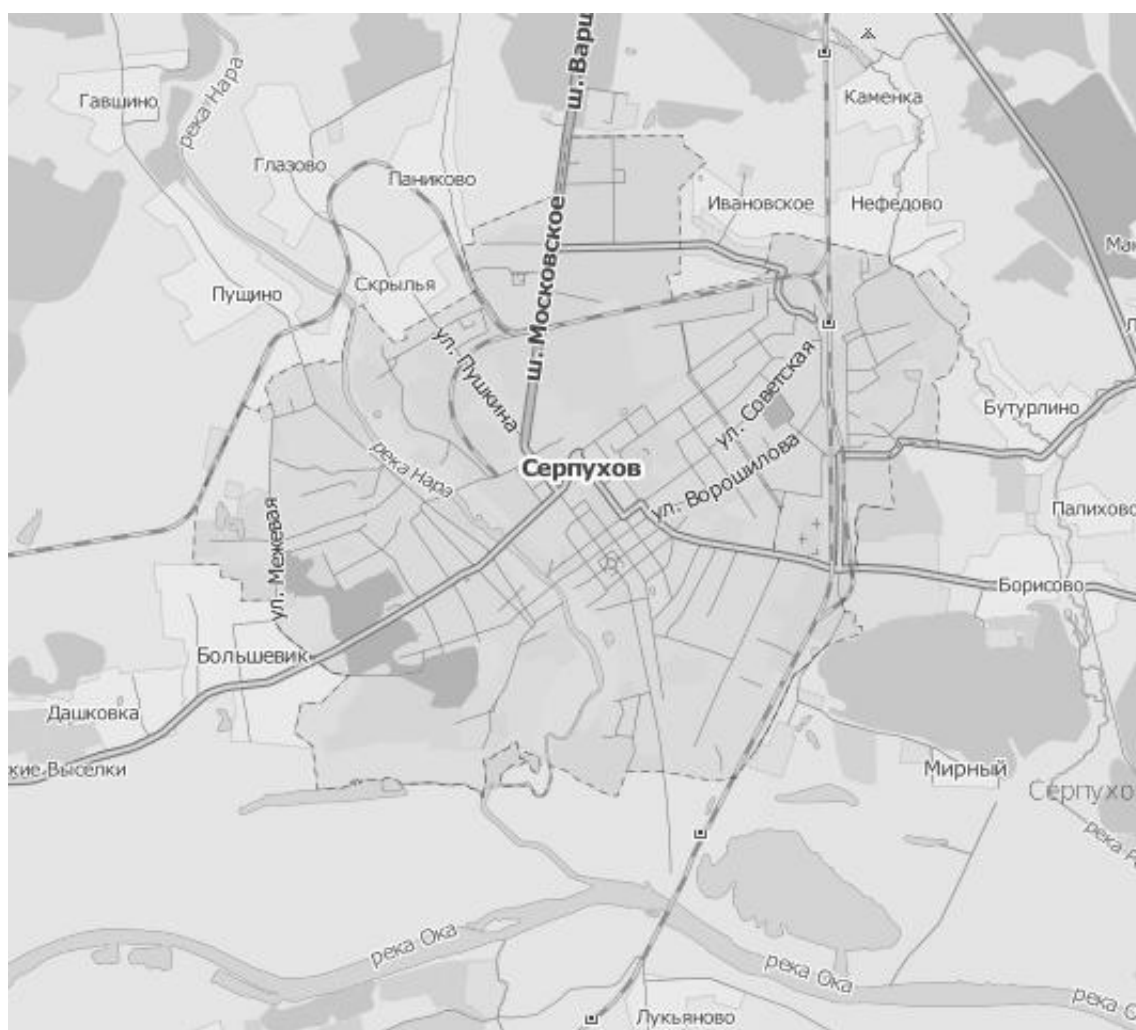 ш. Варш
Каменка
Гавшино
река Нара
Глазово
Паниково
Ивановское
Нефедово
ш. Московское
Пущино
Скрылья
ул. Пушкина
ул. Советская
Бутурлино
Серпухов
река Нара
ул. Ворошилова
Палихово
ул. Межевая
Борисово
Большевик
Дашковка
кие Выселки
Мирный
Серпухо
река Ока
река Ока
река О
Лукьяново